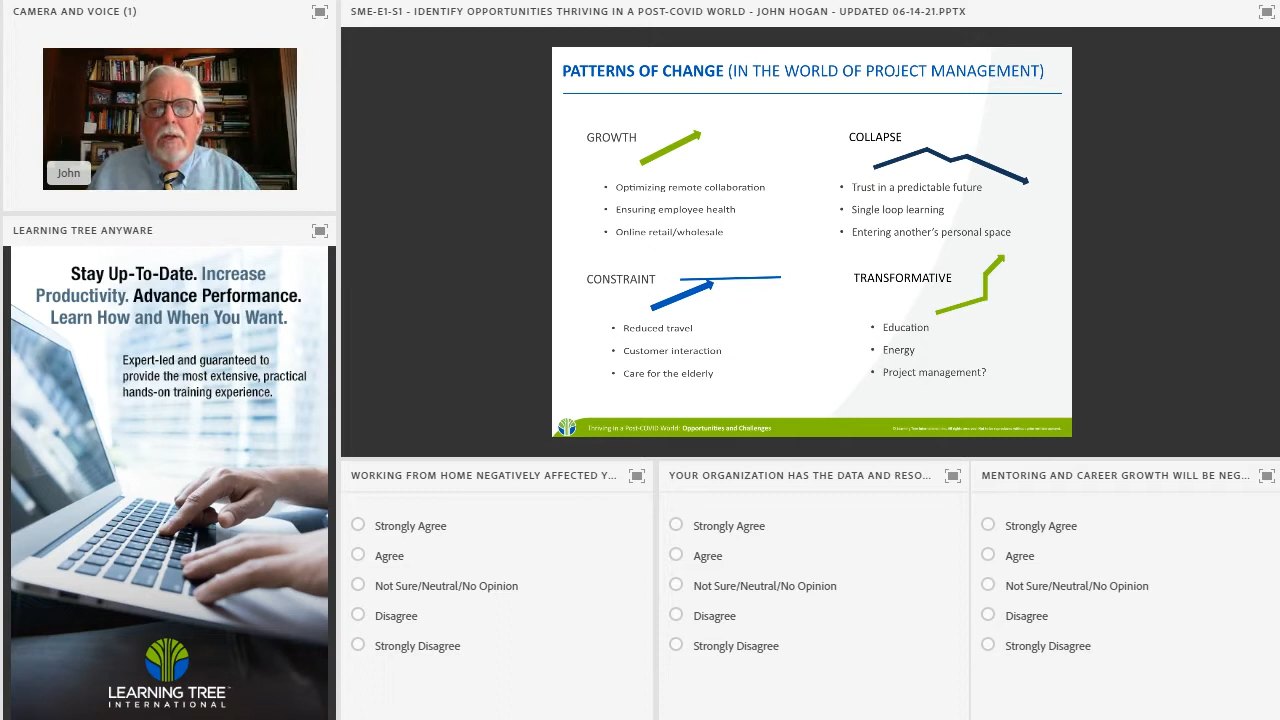 CAMERA AND VOICE (1)
John
LEARNING TREE ANYWARE
Stay Up-To-Date. Increase
Productivity. Advance Performance.
Learn How and When You Want.
Expert-led and guaranteed to
provide the most extensive, practical
hands-on training experience.
LEARNING TREE™
INTERNATIONAL
SME-E1-S1 - IDENTIFY OPPORTUNITIES THRIVING IN A POST-COVID WORLD - JOHN HOGAN - UPDATED 06-14-21.PPTX
PATTERNS OF CHANGE (IN THE WORLD OF PROJECT MANAGEMENT)
GROWTH
• Optimizing remote collaboration
• Ensuring employee health
• Online retail/wholesale
COLLAPSE
• Trust in a predictable future
• Single loop learning
• Entering another's personal space
CONSTRAINT
• Reduced travel
• Customer interaction
• Care for the elderly
TRANSFORMATIVE
• Education
• Energy
• Project management?
Thriving in a Post-COVID World: Opportunities and Challenges
WORKING FROM HOME NEGATIVELY AFFECTED Y...
Strongly Agree
Agree
Not Sure/Neutral/No Opinion
Disagree
Strongly Disagree
YOUR ORGANIZATION HAS THE DATA AND RESO...
Strongly Agree
Agree
Not Sure/Neutral/No Opinion
Disagree
Strongly Disagree
MENTORING AND CAREER GROWTH WILL BE NEG...
Strongly Agree
Agree
Not Sure/Neutral/No Opinion
Disagree
Strongly Disagree